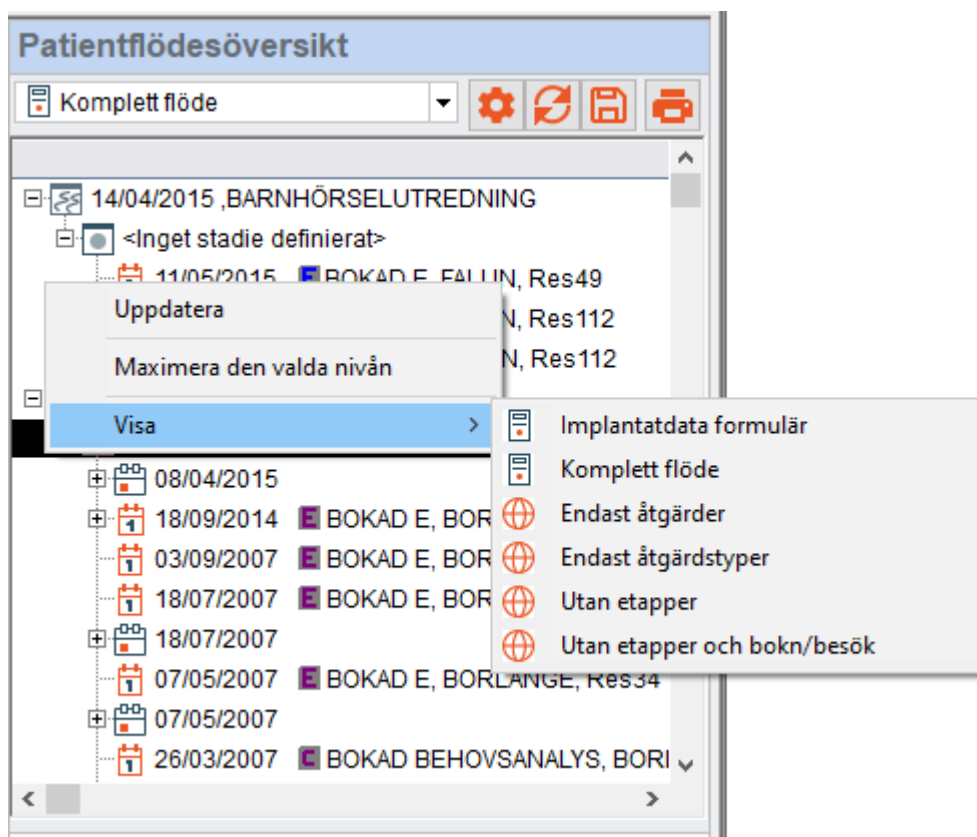 Patientflödesöversikt
Komplett flöde
14/04/2015 ,BARNHÖRSELUTREDNING
<Inget stadie definierat>
11/05/2015 E BOKAD E, FALUN, Res49
N, Res112
N, Res112
Uppdatera
Maximera den valda nivån
Visa
Implantatdata formulär
Komplett flöde
Endast åtgärder
Endast åtgärdstyper
Utan etapper
Utan etapper och bokn/besök
08/04/2015
18/09/2014 E BOKAD E, BOR
03/09/2007 E BOKAD E, BOR
18/07/2007 E BOKAD E, BOR
18/07/2007
07/05/2007 E BOKAD E, BORLÄNGE, Res34
07/05/2007
26/03/2007 C BOKAD BEHOVSANALYS, BORI